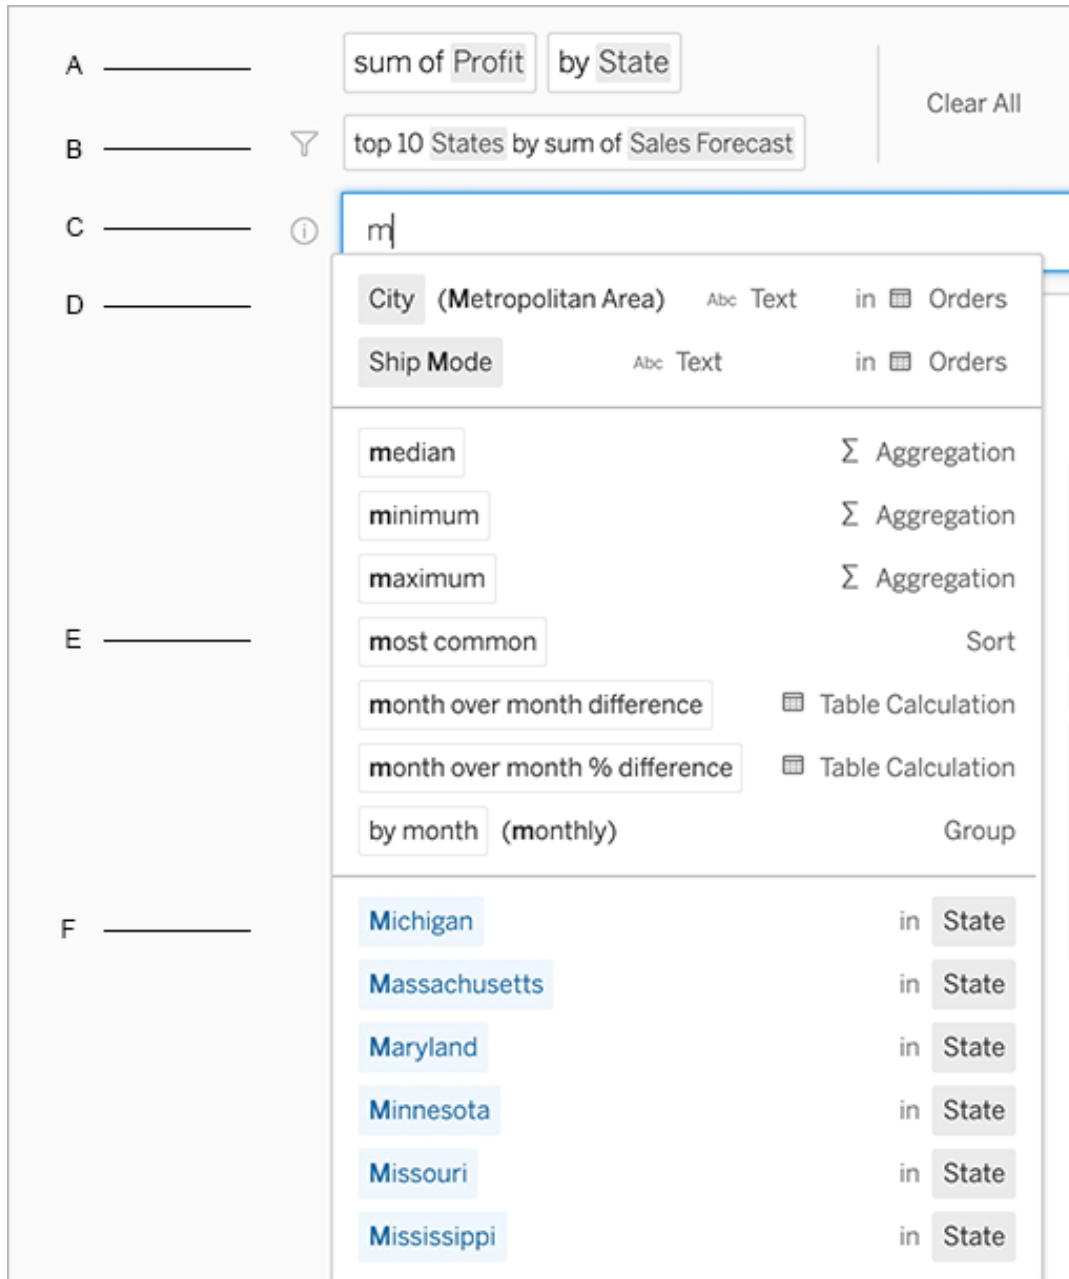 A sum of Profit by State
Clear All
B top 10 States by sum of Sales Forecast
C m
D City (Metropolitan Area) Abc Text in Orders
Ship Mode Abc Text in Orders
median Σ Aggregation
minimum Σ Aggregation
maximum Σ Aggregation
E most common Sort
month over month difference Table Calculation
month over month % difference Table Calculation
by month (monthly) Group
F Michigan in State
Massachusetts in State
Maryland in State
Minnesota in State
Missouri in State
Mississippi in State